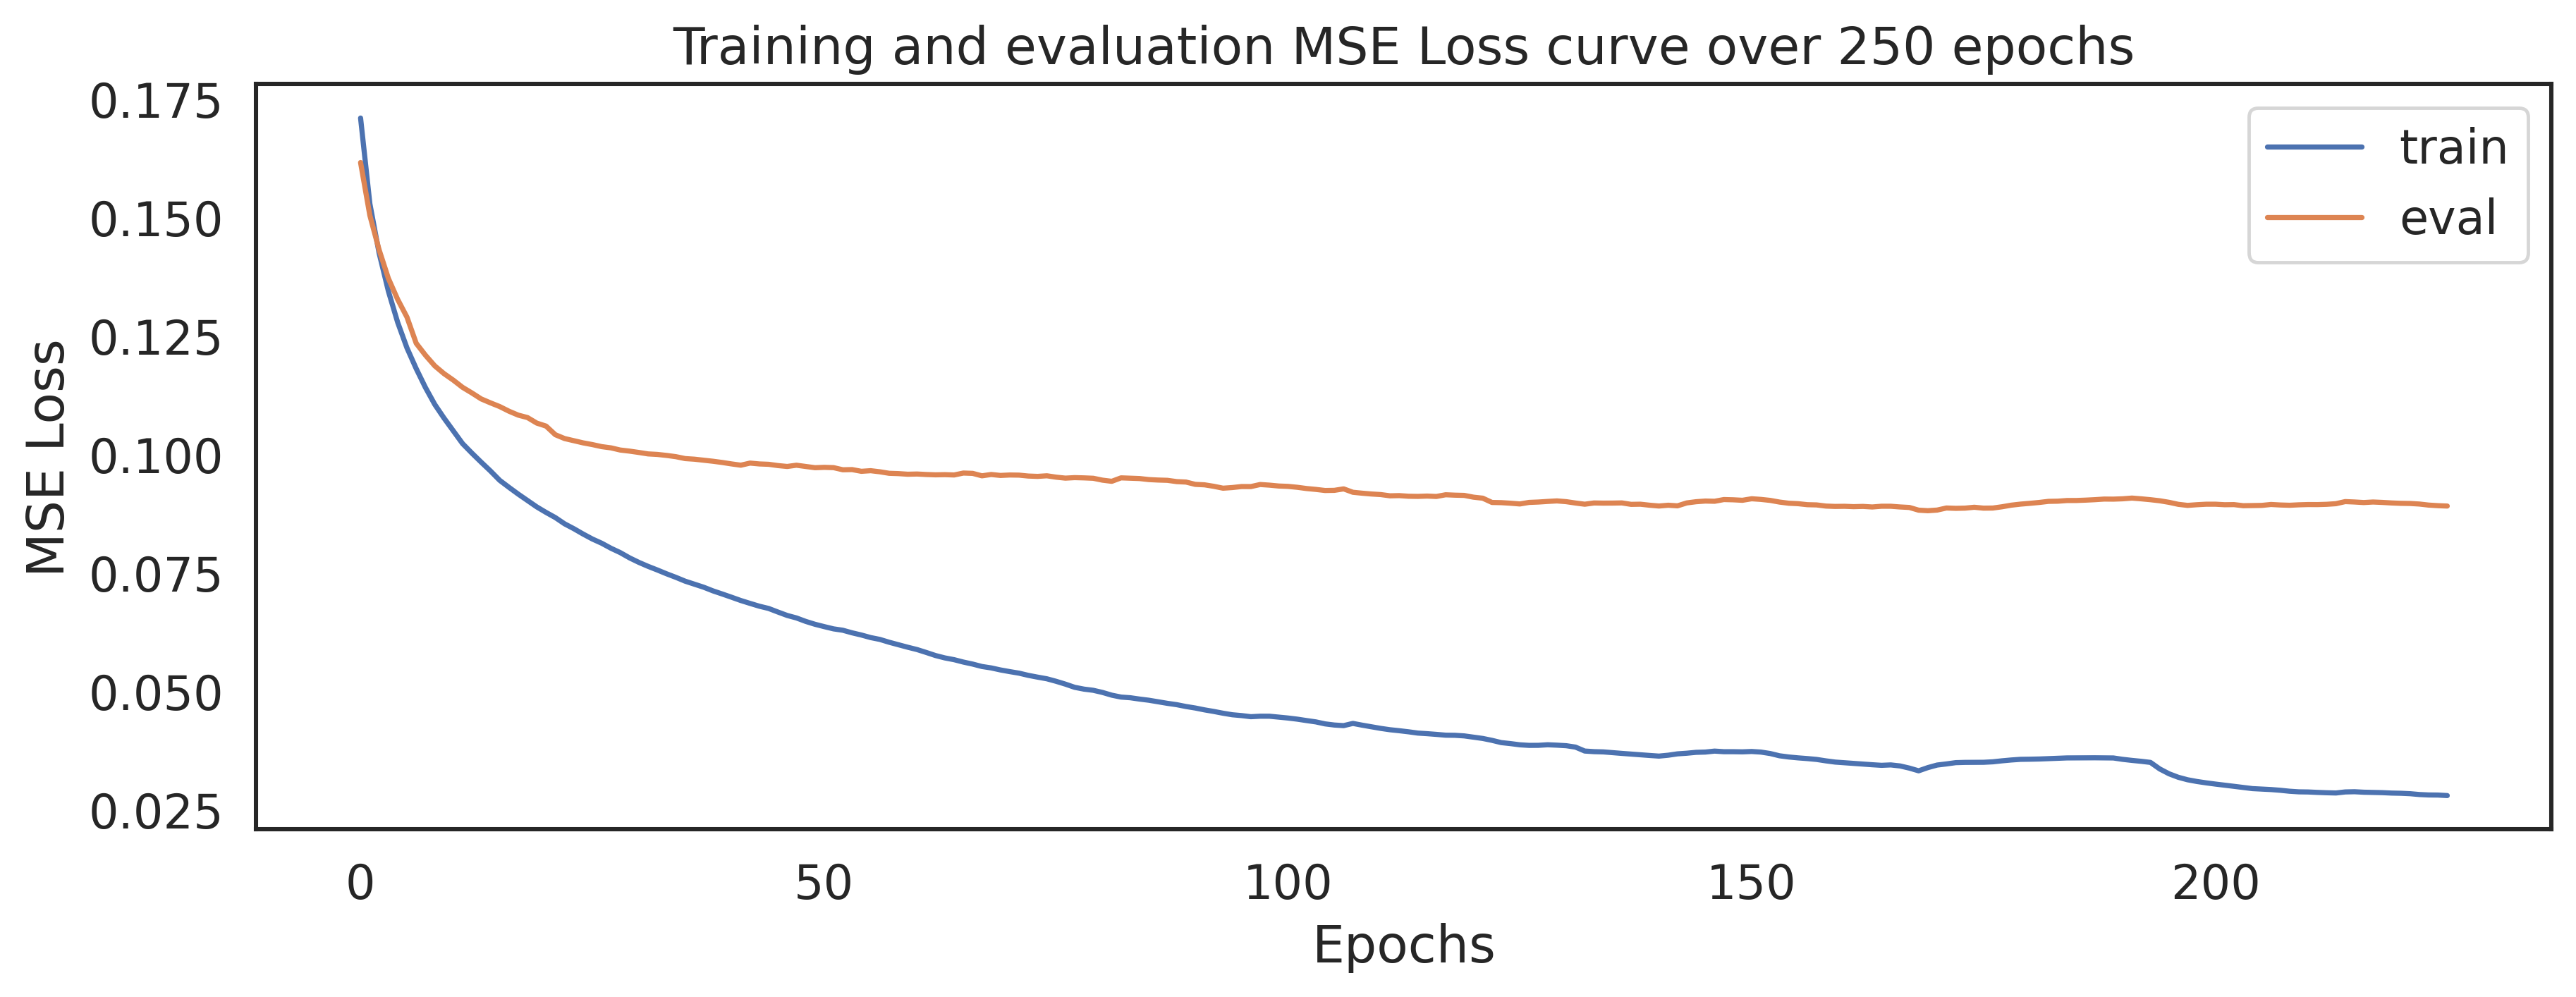 Training and evaluation MSE Loss curve over 250 epochs
0.175
0.150
0.125
0.100
0.075
0.050
0.025
MSE Loss
train
eval
0 50 100 150 200
Epochs